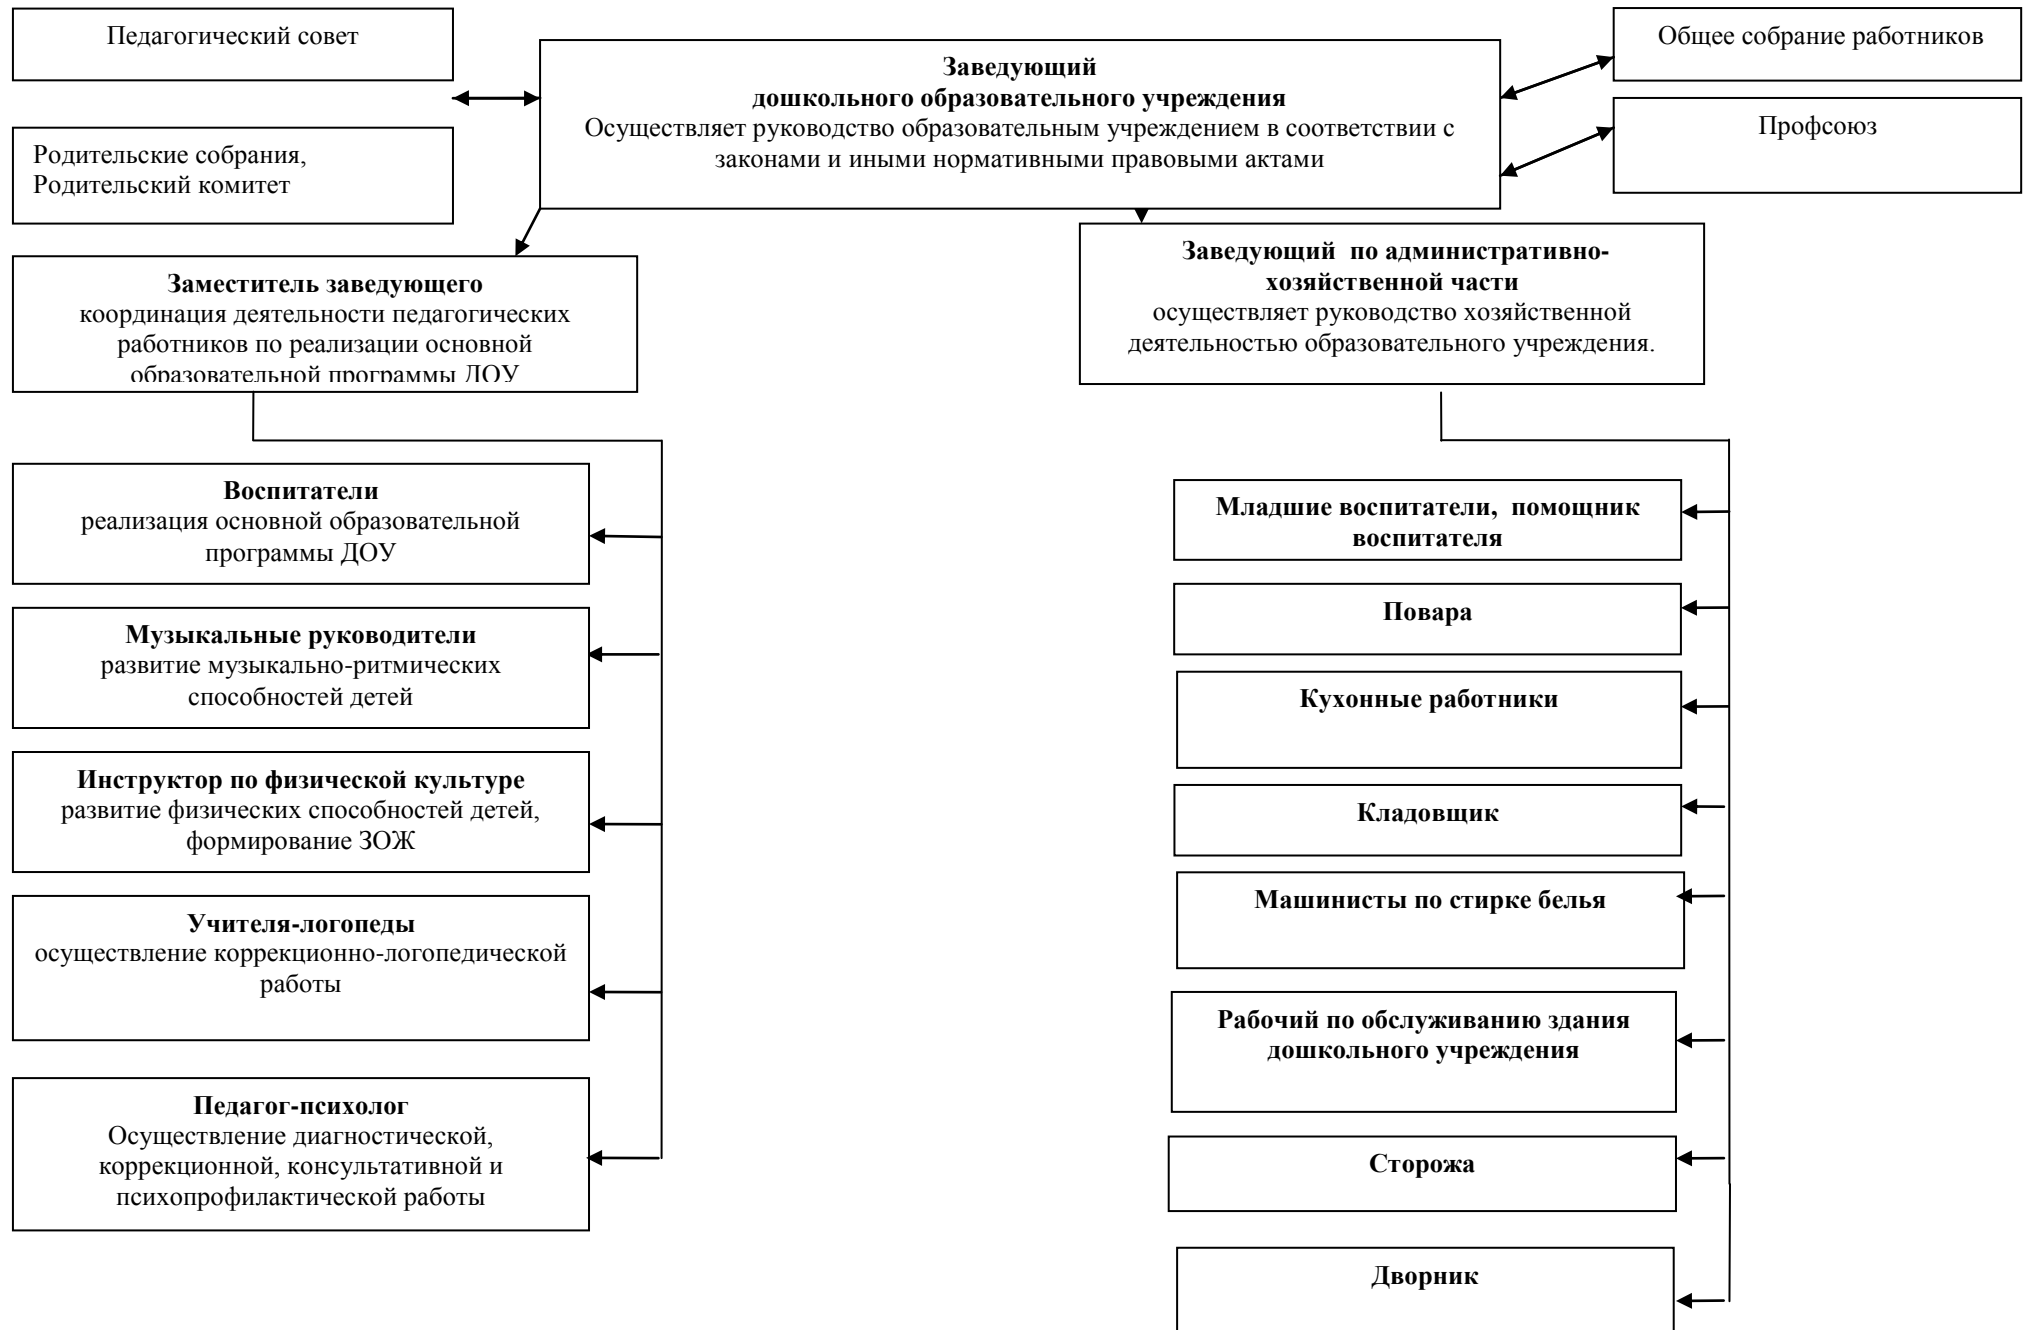 Педагогический совет
Заведующий
дошкольного образовательного учреждения
Осуществляет руководство образовательным учреждением в соответствии с
законами и иными нормативными правовыми актами
Общее собрание работников
Профсоюз
Родительские собрания,
Родительский комитет
Заместитель заведующего
координация деятельности педагогических
работников по реализации основной
образовательной программы ДОУ
Заведующий  по административно-
хозяйственной части
осуществляет руководство хозяйственной
деятельностью образовательного учреждения.
Воспитатели
реализация основной образовательной
программы ДОУ
Музыкальные руководители
развитие музыкально-ритмических
способностей детей
Инструктор по физической культуре
развитие физических способностей детей,
формирование ЗОЖ
Учителя-логопеды
осуществление коррекционно-логопедической
работы
Педагог-психолог
Осуществление диагностической,
коррекционной, консультативной и
психопрофилактической работы
Младшие воспитатели,  помощник
воспитателя
Повара
Кухонные работники
Кладовщик
Машинисты по стирке белья
Рабочий по обслуживанию здания
дошкольного учреждения
Сторожа
Дворник